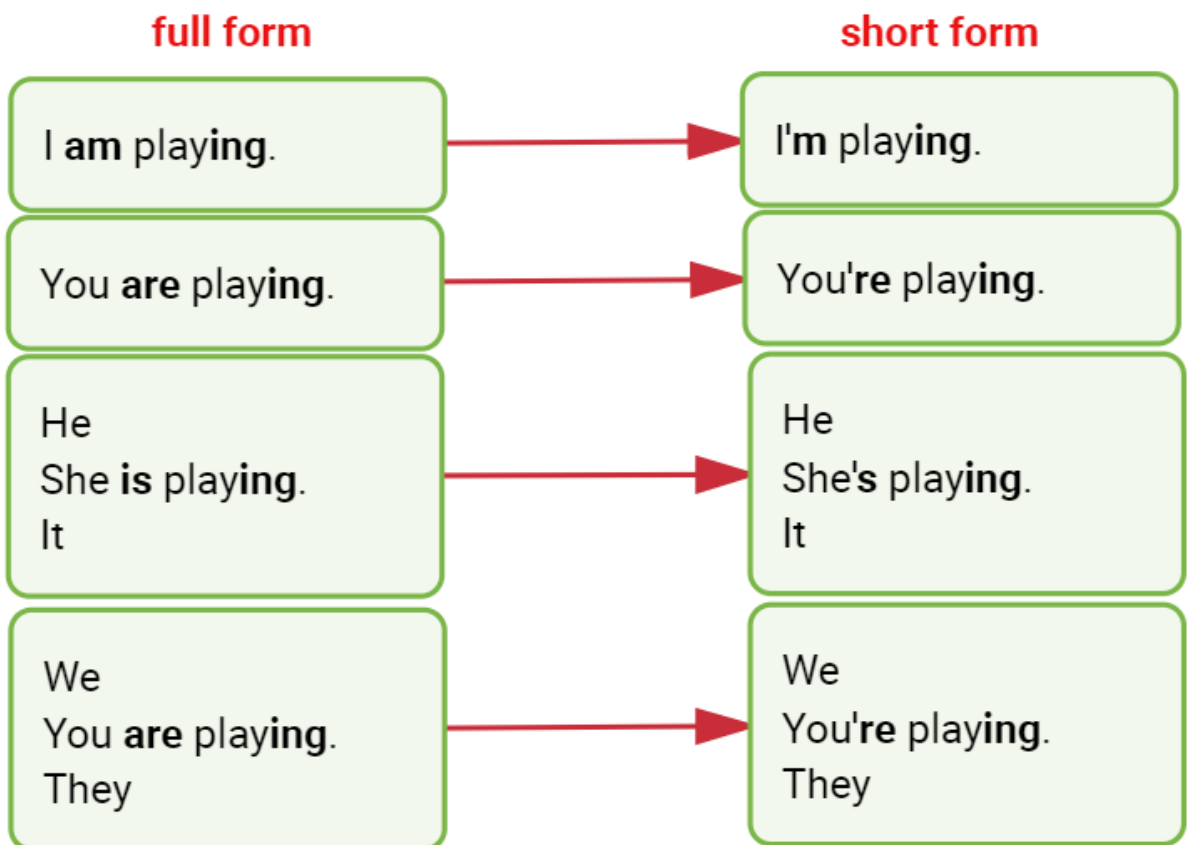 full form
short form
I am playing.
I'm playing.
You are playing.
You're playing.
He
She is playing.
It
He
She's playing.
It
We
You are playing.
They
We
You're playing.
They